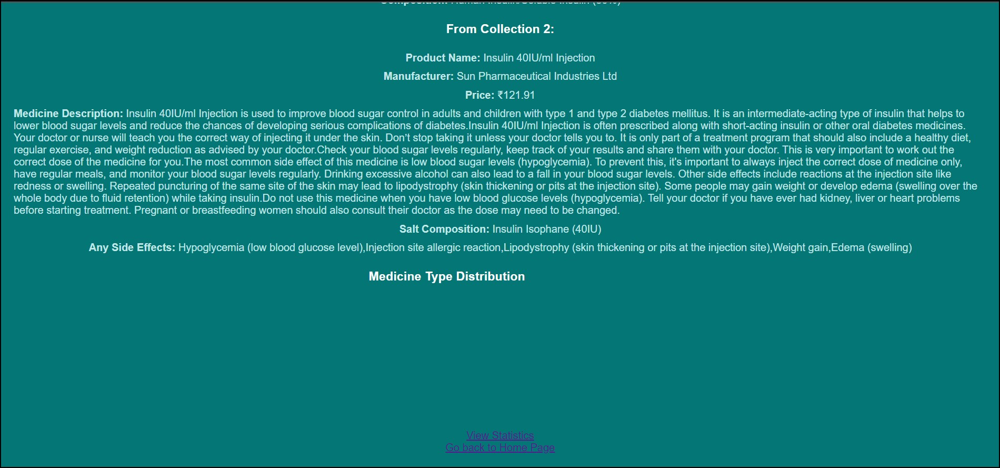 From Collection 2:
Product Name: Insulin 40IU/ml Injection
Manufacturer: Sun Pharmaceutical Industries Ltd
Price: ₹121.91
Medicine Description: Insulin 40IU/ml Injection is used to improve blood sugar control in adults and children with type 1 and type 2 diabetes mellitus. It is an intermediate-acting type of insulin that helps to
lower blood sugar levels and reduce the chances of developing serious complications of diabetes.Insulin 40IU/ml Injection is often prescribed along with short-acting insulin or other oral diabetes medicines.
Your doctor or nurse will teach you the correct way of injecting it under the skin. Don’t stop taking it unless your doctor tells you to. It is only part of a treatment program that should also include a healthy diet,
regular exercise, and weight reduction as advised by your doctor.Check your blood sugar levels regularly, keep track of your results and share them with your doctor. This is very important to work out the
correct dose of the medicine for you.The most common side effect of this medicine is low blood sugar levels (hypoglycemia). To prevent this, it's important to always inject the correct dose of medicine only,
have regular meals, and monitor your blood sugar levels regularly. Drinking excessive alcohol can also lead to a fall in your blood sugar levels. Other side effects include reactions at the injection site like
redness or swelling. Repeated puncturing of the same site of the skin may lead to lipodystrophy (skin thickening or pits at the injection site). Some people may gain weight or develop edema (swelling over the
whole body due to fluid retention) while taking insulin.Do not use this medicine when you have low blood glucose levels (hypoglycemia). Tell your doctor if you have ever had kidney, liver or heart problems
before starting treatment. Pregnant or breastfeeding women should also consult their doctor as the dose may need to be changed.
Salt Composition: Insulin Isophane (40IU)
Any Side Effects: Hypoglycemia (low blood glucose level),Injection site allergic reaction,Lipodystrophy (skin thickening or pits at the injection site),Weight gain,Edema (swelling)
Medicine Type Distribution
View Statistics
Go back to Home Page